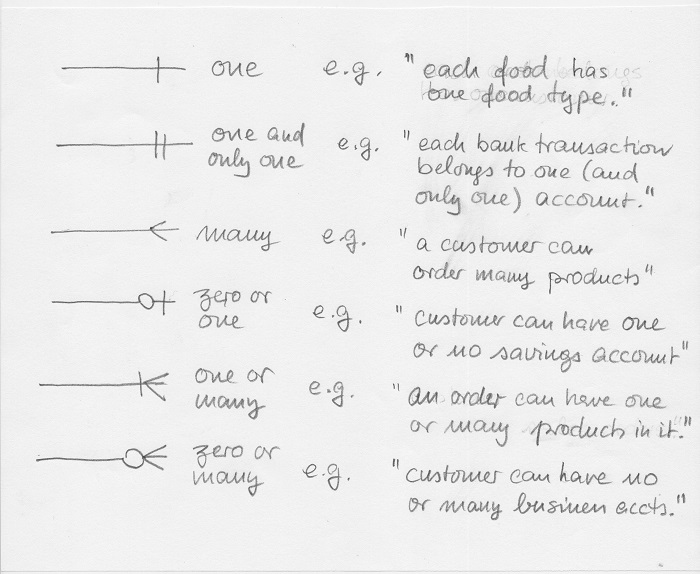 one e.g. "each food has
one food type."
one and e.g. "each bank transaction
only one belongs to one (and
only one) account."
many e.g. "a customer can
order many products"
zero or e.g. "customer can have one
one or no savings account"
one or e.g. "an order can have one
many or many product in it."
zero or e.g. "customer can have no
many or many business accts."